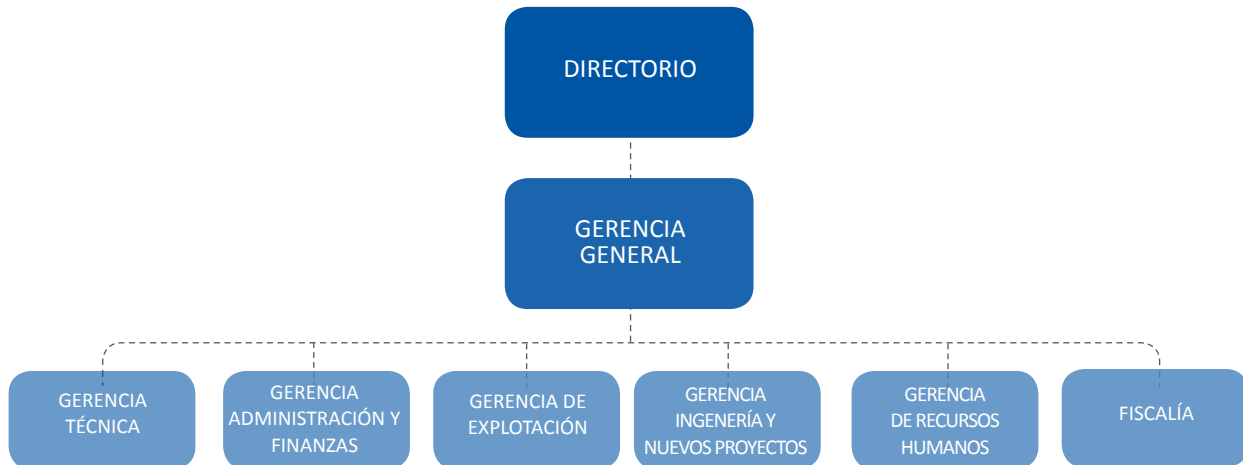 DIRECTORIO
GERENCIA
GENERAL
GERENCIA
TÉCNICA
GERENCIA
ADMINISTRACIÓN Y
FINANZAS
GERENCIA DE
EXPLOTACIÓN
GERENCIA
INGENERÍA Y
NUEVOS PROYECTOS
GERENCIA
DE RECURSOS
HUMANOS
FISCALÍA